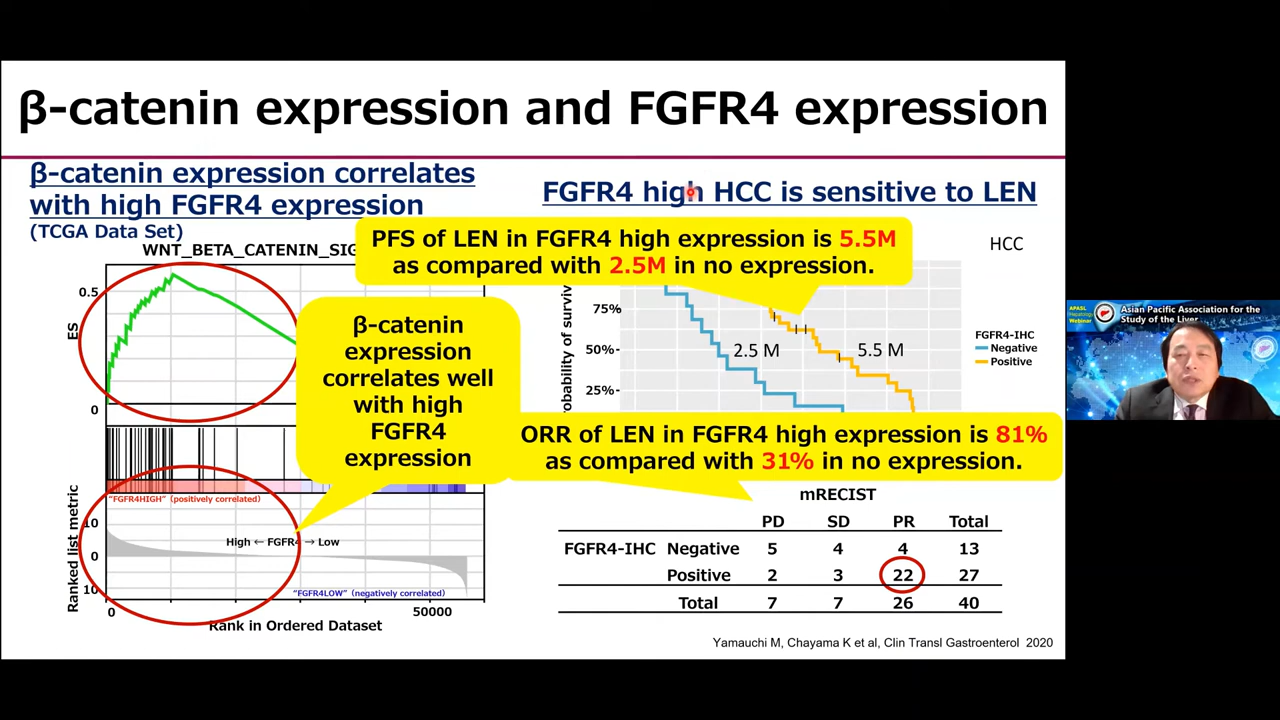 β-catenin expression and FGFR4 expression
β-catenin expression correlates
with high FGFR4 expression
(TCGA Data Set)
WNT_BETA_CATENIN_SIG
0.5
ES
0
"FGFR4HIGH" (positively correlated)
Ranked list metric
10
0
10
High ← FGFR4 → Low
"FGFR4LOW" (negatively correlated)
0
50000
Rank in Ordered Dataset
β-catenin
expression
correlates well
with high
FGFR4
expression
FGFR4 high HCC is sensitive to LEN
PFS of LEN in FGFR4 high expression is 5.5M
as compared with 2.5M in no expression.
HCC
robability of surviv
75%
50%
25%
2.5 M
5.5 M
FGFR4-IHC
Negative
Positive
ORR of LEN in FGFR4 high expression is 81%
as compared with 31% in no expression.
mRECIST
PD SD PR Total
FGFR4-IHC Negative 5 4 4 13
Positive 2 3 22 27
Total 7 7 26 40
Yamauchi M, Chayama K et al, Clin Transl Gastroenterol 2020
APASL
Hepatology
Webinar
Asian Pacific Association for the
Study of the Liver